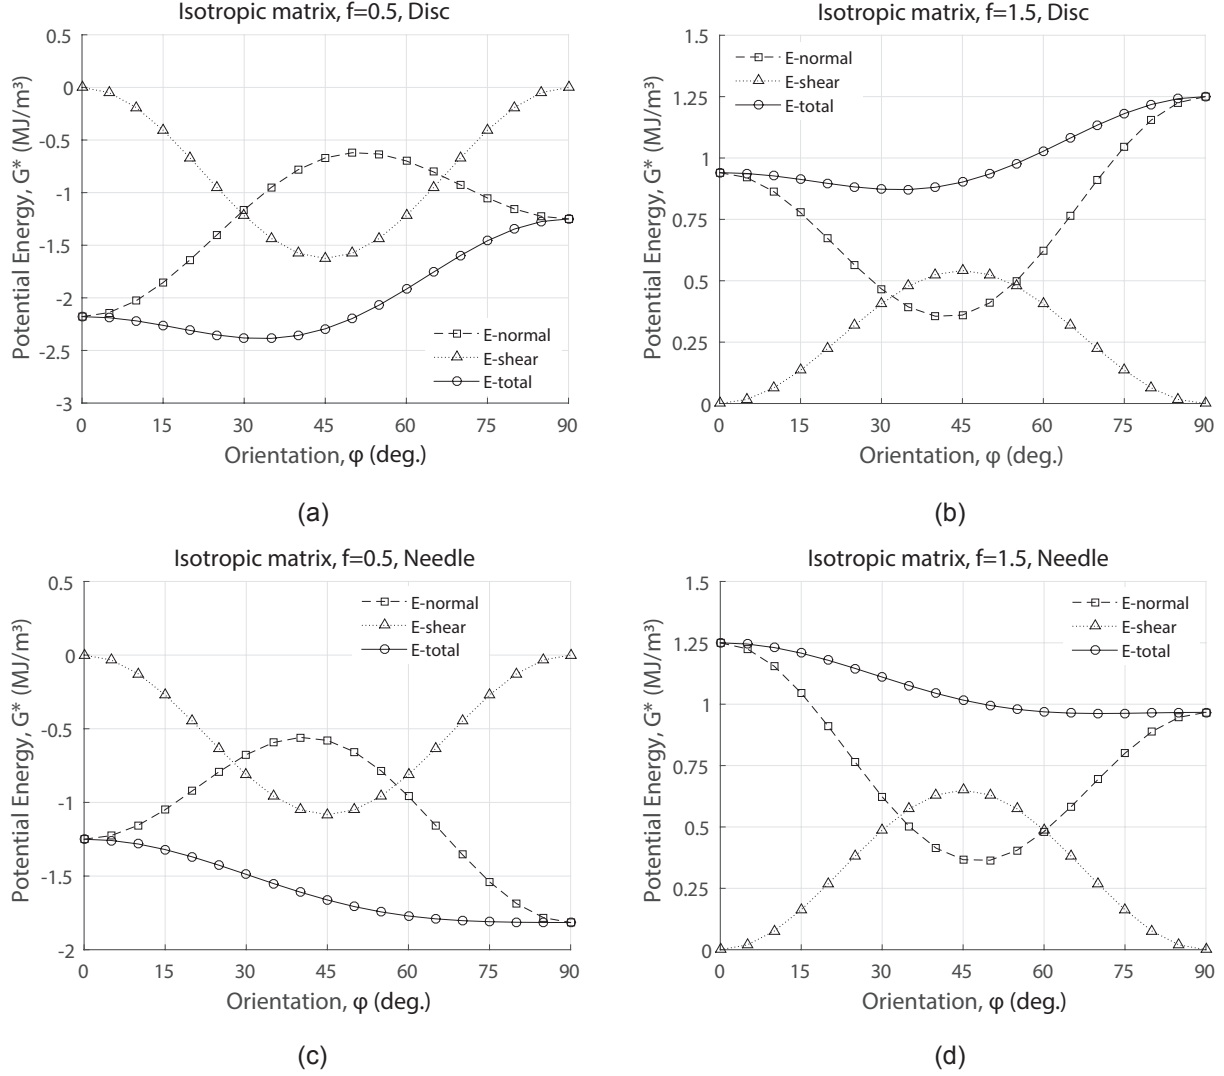 Isotropic matrix, f=0.5, Disc
0.5
0
-0.5
-1
-1.5
-2
-2.5
-3
Potential Energy, G* (MJ/m³)
E-normal
E-shear
E-total
0 15 30 45 60 75 90
Orientation, φ (deg.)
(a)
Isotropic matrix, f=1.5, Disc
1.5
1.25
1
0.75
0.5
0.25
0
Potential Energy, G* (MJ/m³)
E-normal
E-shear
E-total
0 15 30 45 60 75 90
Orientation, φ (deg.)
(b)
Isotropic matrix, f=0.5, Needle
0.5
0
-0.5
-1
-1.5
-2
Potential Energy, G* (MJ/m³)
E-normal
E-shear
E-total
0 15 30 45 60 75 90
Orientation, φ (deg.)
(c)
Isotropic matrix, f=1.5, Needle
1.5
1.25
1
0.75
0.5
0.25
0
Potential Energy, G* (MJ/m³)
E-normal
E-shear
E-total
0 15 30 45 60 75 90
Orientation, φ (deg.)
(d)